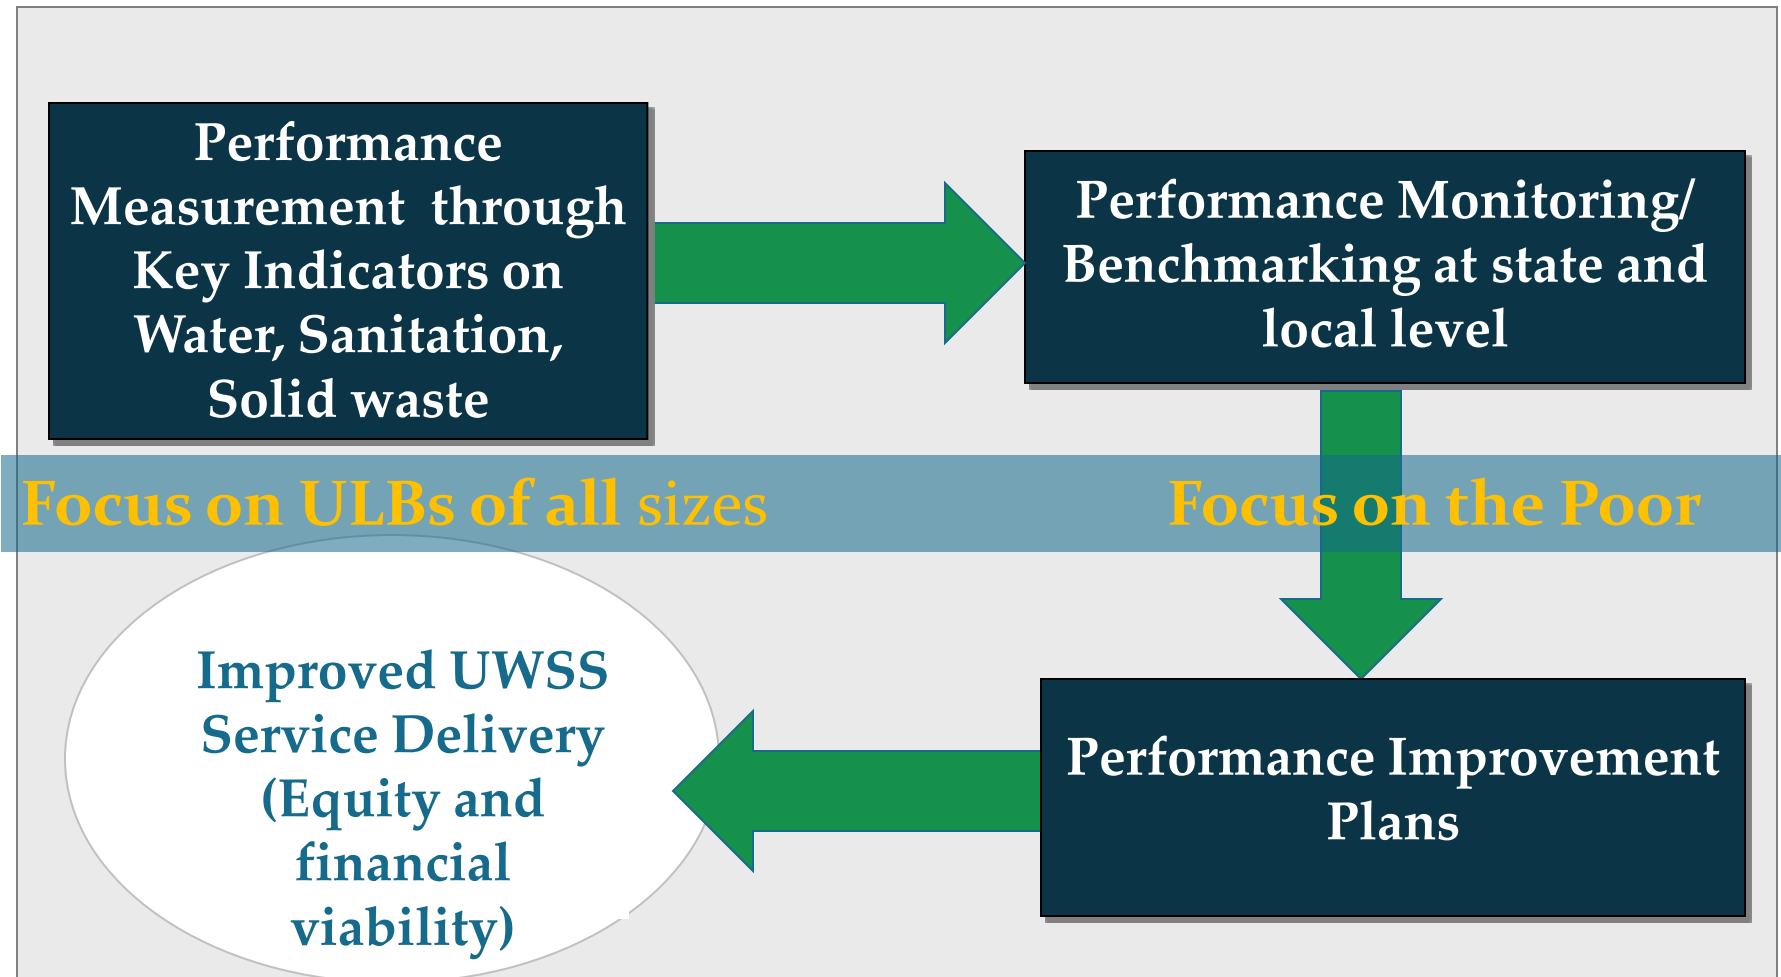 Performance
Measurement through
Key Indicators on
Water, Sanitation,
Solid waste
Performance Monitoring/
Benchmarking at state and
local level
Focus on ULBs of all sizes
Focus on the Poor
Improved UWSS
Service Delivery
(Equity and
financial
viability)
Performance Improvement
Plans